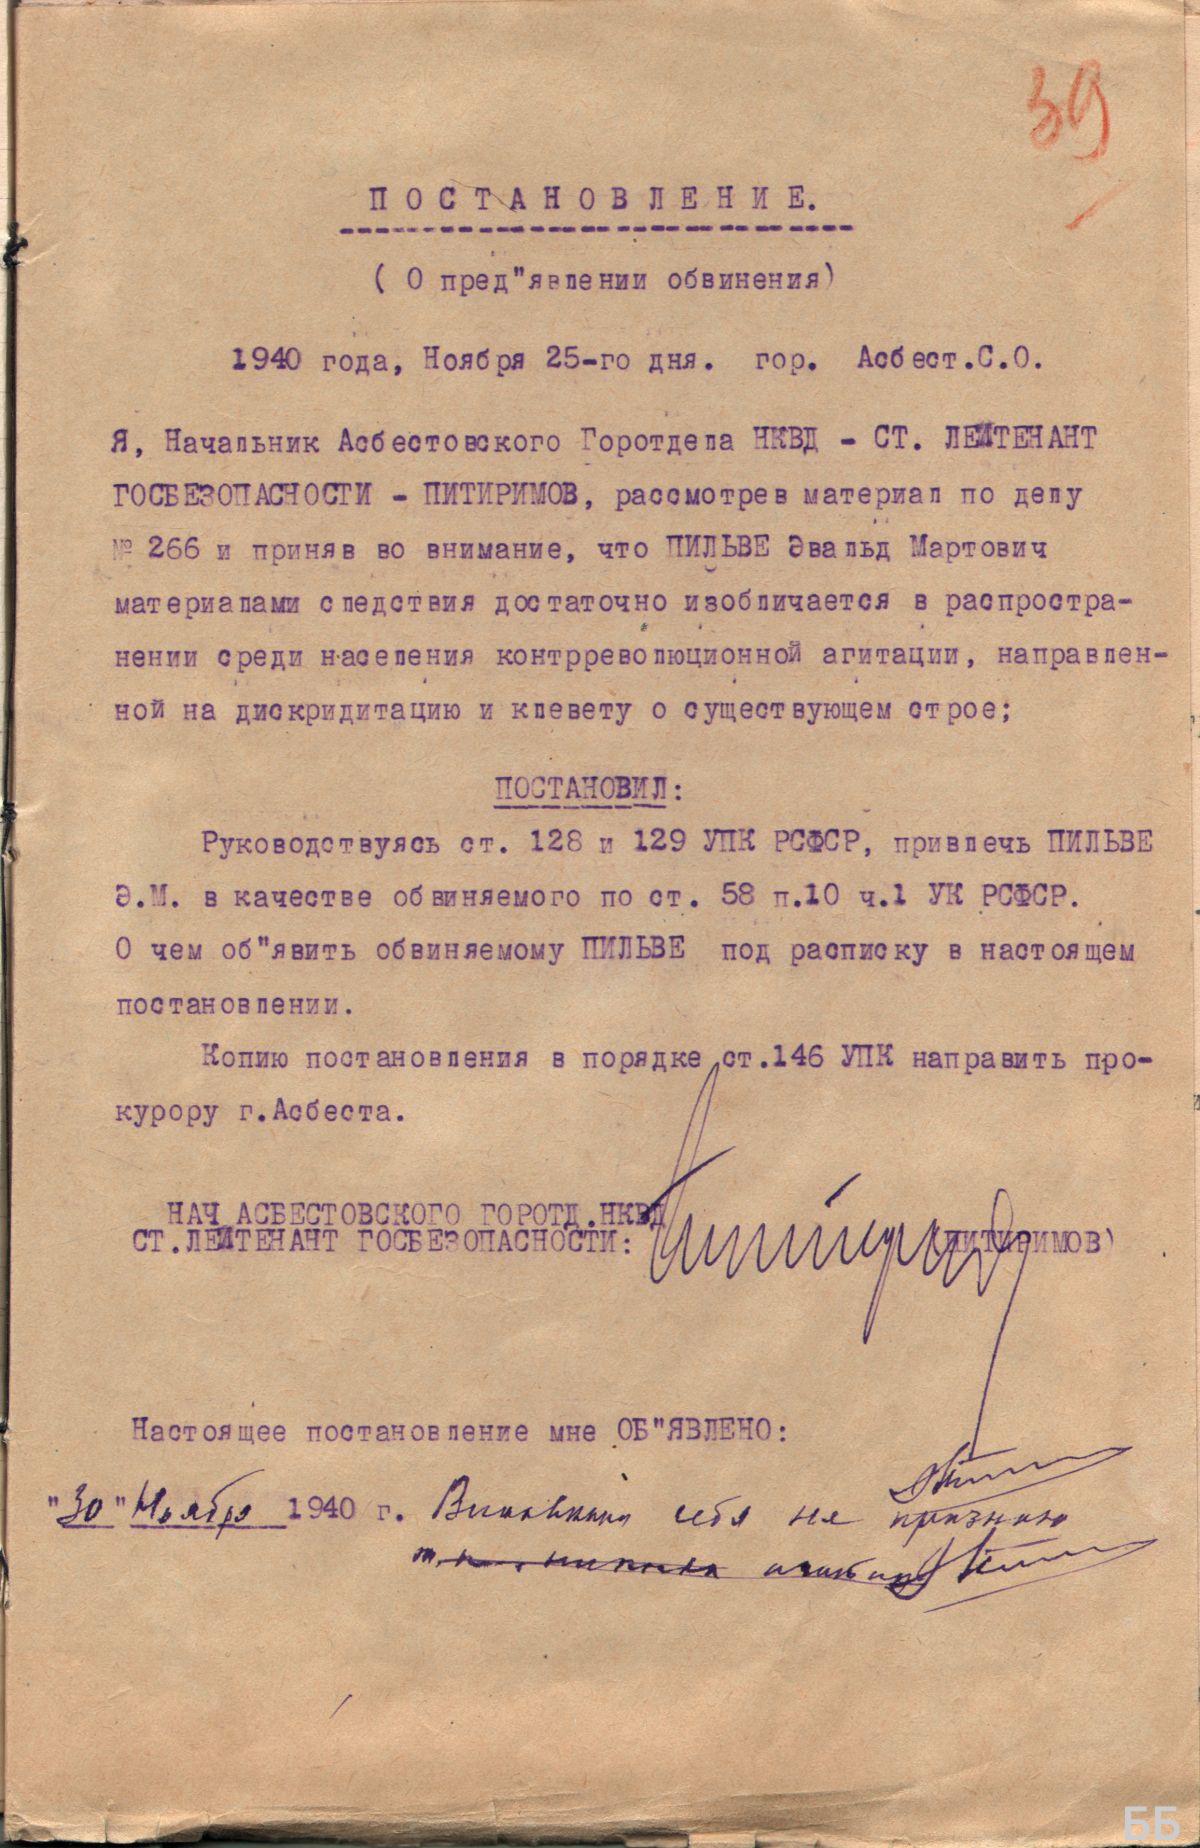 39
ПОСТАНОВЛЕНИЕ.
( О пред"явлении обвинения)
1940 года, Ноября 25-го дня. гор. Асбест.С.О.
Я, Начальник Асбестовского Горотдела НКВД - СТ. ЛЕЙТЕНАНТ
ГОСБЕЗОПАСНОСТИ - ПИТИРИМОВ, рассмотрев материал по делу
№ 266 и приняв во внимание, что ПИЛЬВЕ Эвальд Мартович
материалами следствия достаточно изобличается в распростра-
нении среди населения контрреволюционной агитации, направлен-
ной на дискридитацию и клевету о существующем строе;
ПОСТАНОВИЛ:
Руководствуясь ст. 128 и 129 УПК РСФСР, привлечь ПИЛЬВЕ
Э.М. в качестве обвиняемого по ст. 58 п.10 ч.1 УК РСФСР.
О чем об"явить обвиняемому ПИЛЬВЕ под расписку в настоящем
постановлении.
Копию постановления в порядке ст.146 УПК направить про-
курору г.Асбеста.
НАЧ АСБЕСТОВСКОГО ГОРОТД.НКВД
СТ.ЛЕЙТЕНАНТ ГОСБЕЗОПАСНОСТИ: (ПИТИРИМОВ)
Настоящее постановление мне ОБ"ЯВЛЕНО:
"30" Ноября 1940 г. Виновным себя не признаю
ББ